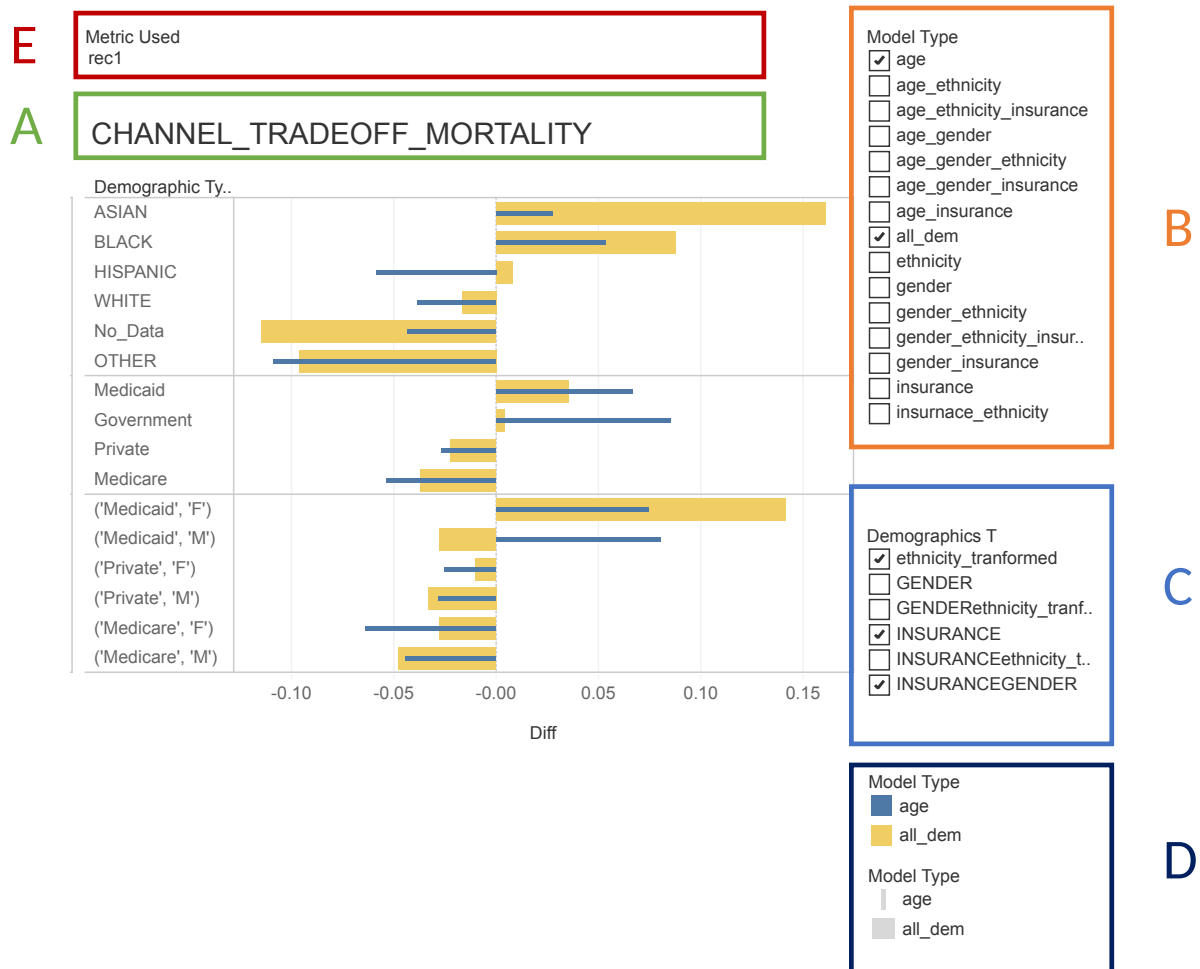 E
Metric Used
rec1
A
CHANNEL_TRADEOFF_MORTALITY
Demographic Ty..
ASIAN
BLACK
HISPANIC
WHITE
No_Data
OTHER
Medicaid
Government
Private
Medicare
('Medicaid', 'F')
('Medicaid', 'M')
('Private', 'F')
('Private', 'M')
('Medicare', 'F')
('Medicare', 'M')
-0.10 -0.05 -0.00 0.05 0.10 0.15
Diff
Model Type
age
age_ethnicity
age_ethnicity_insurance
age_gender
age_gender_ethnicity
age_gender_insurance
age_insurance
all_dem
ethnicity
gender
gender_ethnicity
gender_ethnicity_insur..
gender_insurance
insurance
insurnace_ethnicity
B
Demographics T
ethnicity_tranformed
GENDER
GENDERethnicity_tranf..
INSURANCE
INSURANCEethnicity_t..
INSURANCEGENDER
C
Model Type
age
all_dem
Model Type
age
all_dem
D